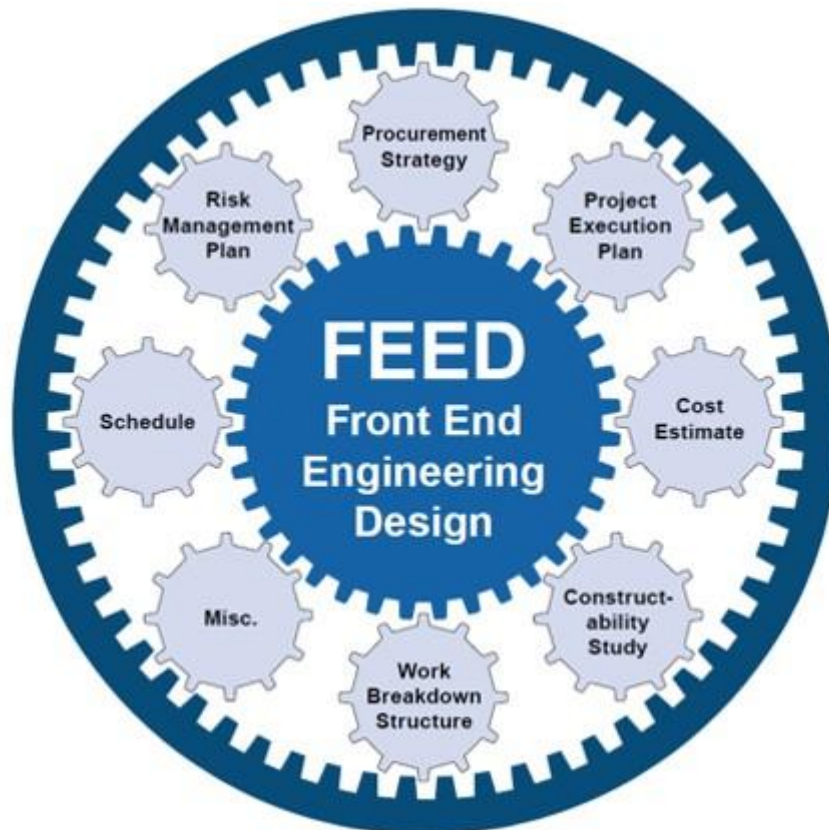 Procurement
Strategy
Risk
Management
Plan
Project
Execution
Plan
FEED
Front End
Engineering
Design
Schedule
Cost
Estimate
Misc.
Construct-
ability
Study
Work
Breakdown
Structure